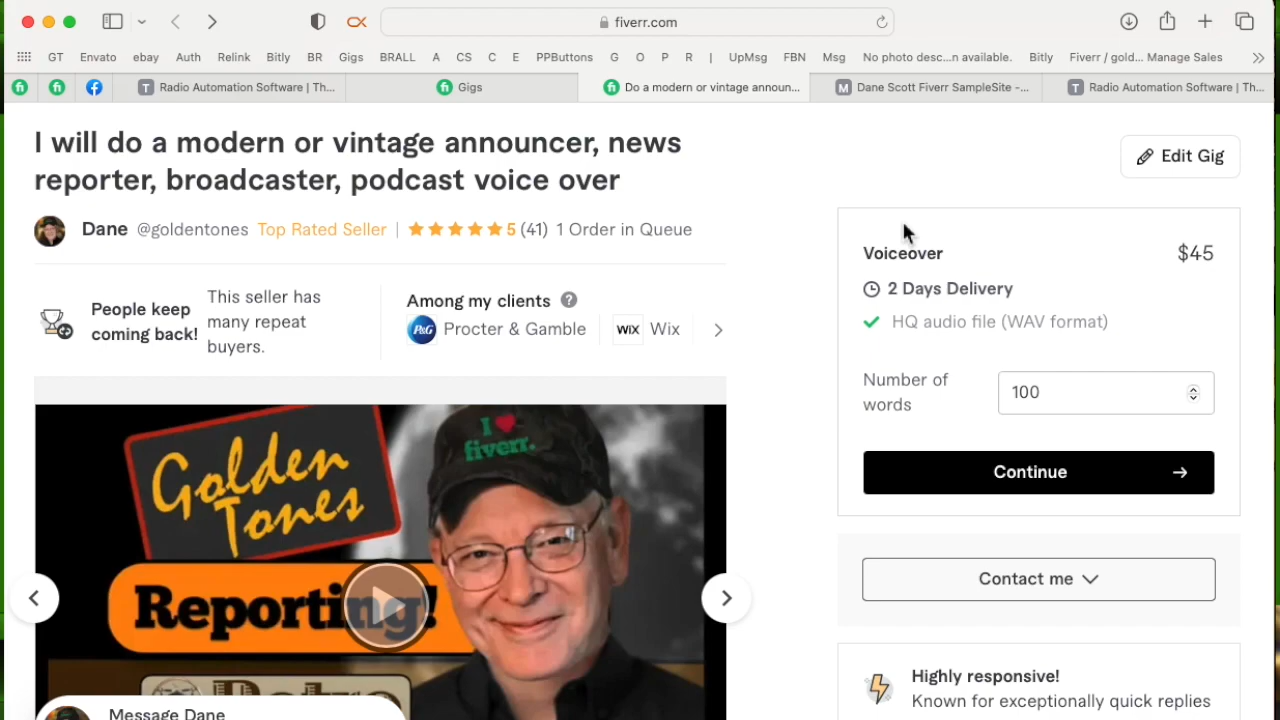 fiverr.com
GT Envato ebay Auth Relink Bitly BR Gigs BRALL A CS C E PPButtons G O P R | UpMsg FBN Msg No photo desc...n available. Bitly Fiverr / gold... Manage Sales
Radio Automation Software | Th... Gigs Do a modern or vintage announ... Dane Scott Fiverr SampleSite -... Radio Automation Software | Th...
I will do a modern or vintage announcer, news
reporter, broadcaster, podcast voice over
Edit Gig
Dane @goldentones Top Rated Seller | 5 (41) 1 Order in Queue
People keep
coming back!
This seller has
many repeat
buyers.
Among my clients
P&G Procter & Gamble WIX Wix
Golden
Tones
I ♥
fiverr.
Reporting!
Retro
Message Dane
Voiceover $45
2 Days Delivery
HQ audio file (WAV format)
Number of
words
100
Continue
Contact me
Highly responsive!
Known for exceptionally quick replies